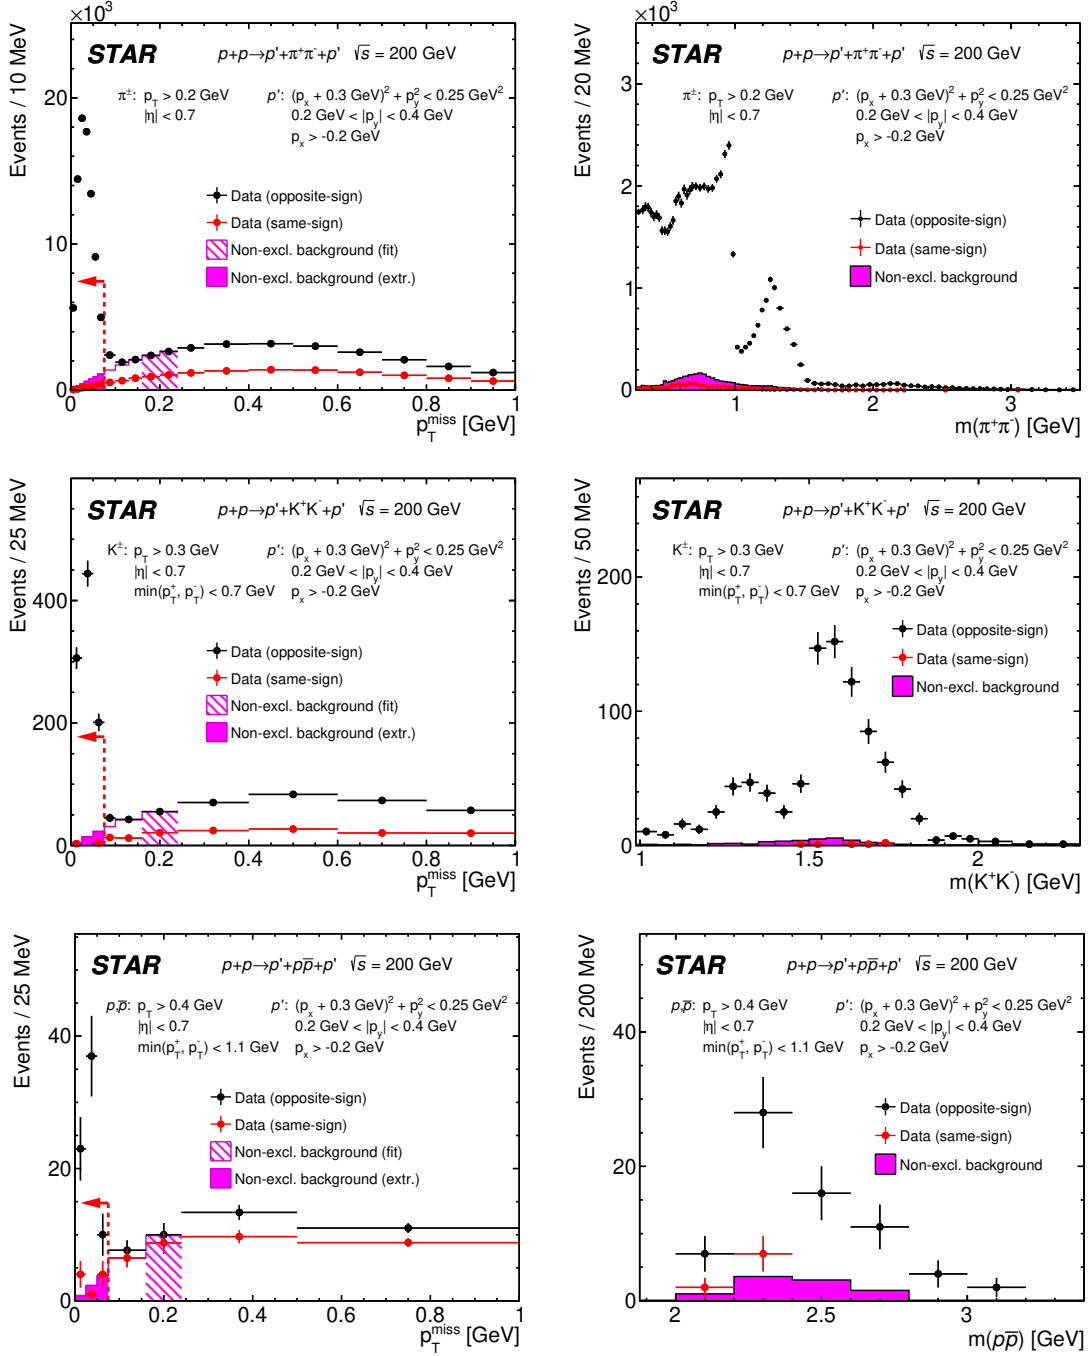 ×10³
STAR p+p→p'+π⁺π⁻+p' √s = 200 GeV
π±: p_T > 0.2 GeV p': (p_x + 0.3 GeV)² + p_y² < 0.25 GeV²
|η| < 0.7 0.2 GeV < |p_y| < 0.4 GeV
p_x > -0.2 GeV
Data (opposite-sign)
Data (same-sign)
Non-excl. background (fit)
Non-excl. background (extr.)
Events / 10 MeV
20
10
0
0 0.2 0.4 0.6 0.8 1
p_T^miss [GeV]
×10³
STAR p+p→p'+π⁺π⁻+p' √s = 200 GeV
π±: p_T > 0.2 GeV p': (p_x + 0.3 GeV)² + p_y² < 0.25 GeV²
|η| < 0.7 0.2 GeV < |p_y| < 0.4 GeV
p_x > -0.2 GeV
Data (opposite-sign)
Data (same-sign)
Non-excl. background
Events / 20 MeV
3
2
1
0
1 2 3
m(π⁺π⁻) [GeV]
STAR p+p→p'+K⁺K⁻+p' √s = 200 GeV
K±: p_T > 0.3 GeV p': (p_x + 0.3 GeV)² + p_y² < 0.25 GeV²
|η| < 0.7 0.2 GeV < |p_y| < 0.4 GeV
min(p_T⁺, p_T⁻) < 0.7 GeV p_x > -0.2 GeV
Data (opposite-sign)
Data (same-sign)
Non-excl. background (fit)
Non-excl. background (extr.)
Events / 25 MeV
400
200
0
0 0.2 0.4 0.6 0.8 1
p_T^miss [GeV]
STAR p+p→p'+K⁺K⁻+p' √s = 200 GeV
K±: p_T > 0.3 GeV p': (p_x + 0.3 GeV)² + p_y² < 0.25 GeV²
|η| < 0.7 0.2 GeV < |p_y| < 0.4 GeV
min(p_T⁺, p_T⁻) < 0.7 GeV p_x > -0.2 GeV
Data (opposite-sign)
Data (same-sign)
Non-excl. background
Events / 50 MeV
200
100
0
1 1.5 2
m(K⁺K⁻) [GeV]
STAR p+p→p'+pp̅+p' √s = 200 GeV
p,p̅: p_T > 0.4 GeV p': (p_x + 0.3 GeV)² + p_y² < 0.25 GeV²
|η| < 0.7 0.2 GeV < |p_y| < 0.4 GeV
min(p_T⁺, p_T⁻) < 1.1 GeV p_x > -0.2 GeV
Data (opposite-sign)
Data (same-sign)
Non-excl. background (fit)
Non-excl. background (extr.)
Events / 25 MeV
40
20
0
0 0.2 0.4 0.6 0.8 1
p_T^miss [GeV]
STAR p+p→p'+pp̅+p' √s = 200 GeV
p,p̅: p_T > 0.4 GeV p': (p_x + 0.3 GeV)² + p_y² < 0.25 GeV²
|η| < 0.7 0.2 GeV < |p_y| < 0.4 GeV
min(p_T⁺, p_T⁻) < 1.1 GeV p_x > -0.2 GeV
Data (opposite-sign)
Data (same-sign)
Non-excl. background
Events / 200 MeV
40
20
0
2 2.5 3
m(pp̅) [GeV]